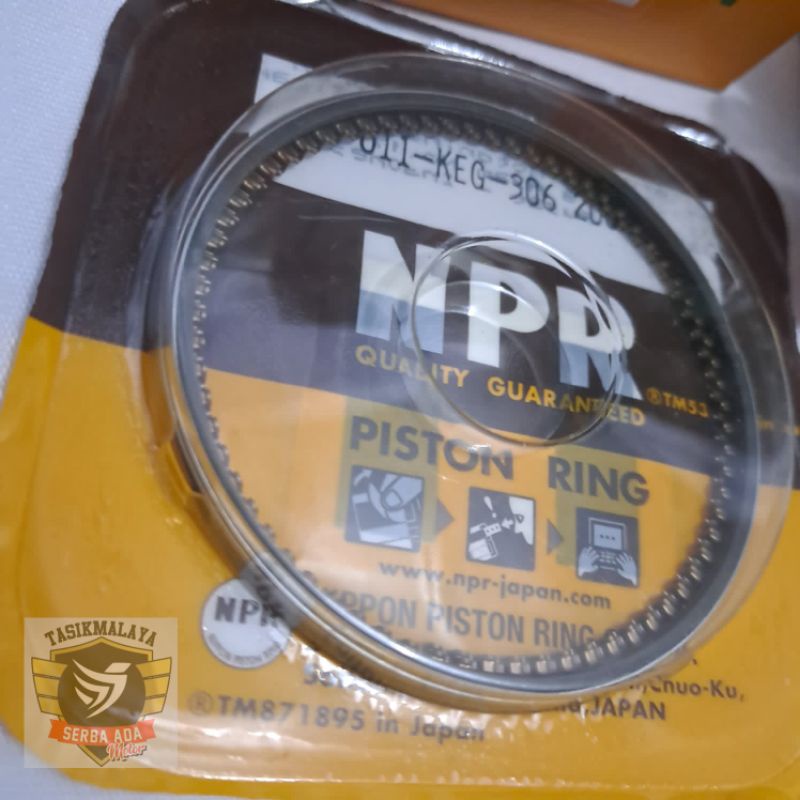 011-KEG-306
NPR
QUALITY GUARANTEED
®TM53
PISTON RING
www.npr-japan.com
NPR
NIPPON PISTON RING
Chuo-Ku,
JAPAN
®TM871895 in Japan
TASIKMALAYA
SERBA ADA
Motor